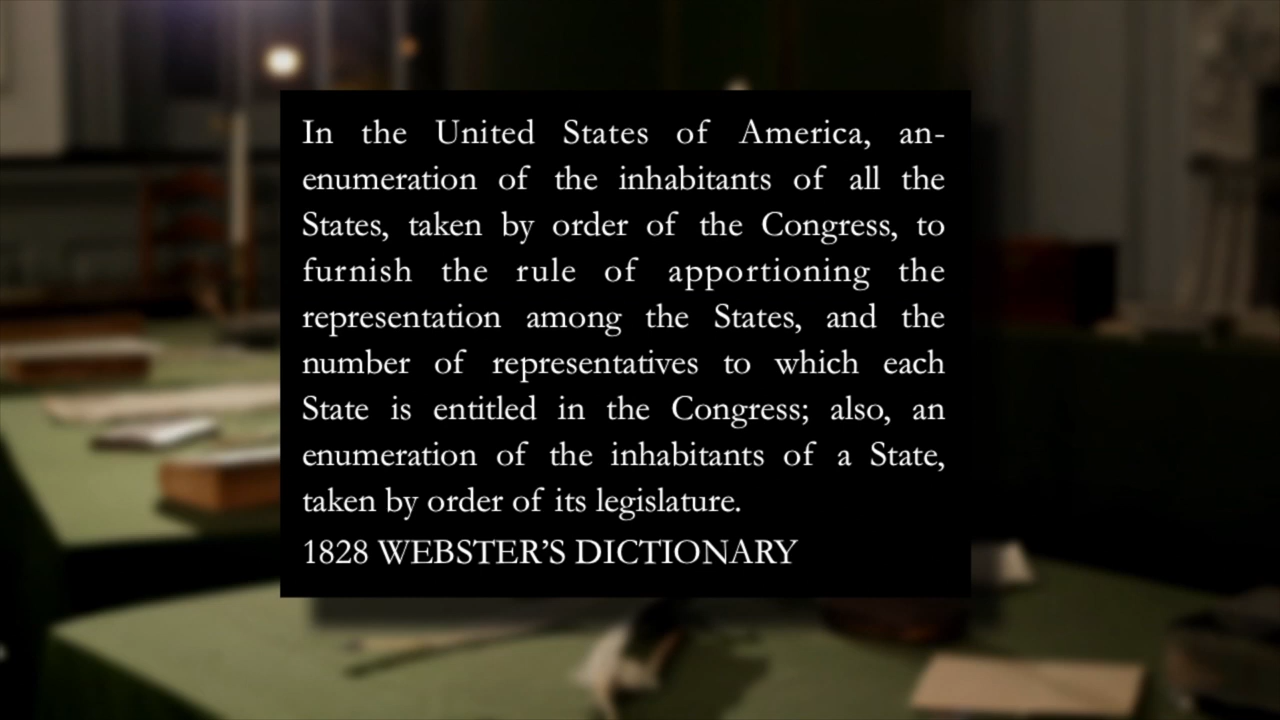 In the United States of America, an-
enumeration of the inhabitants of all the
States, taken by order of the Congress, to
furnish the rule of apportioning the
representation among the States, and the
number of representatives to which each
State is entitled in the Congress; also, an
enumeration of the inhabitants of a State,
taken by order of its legislature.
1828 WEBSTER’S DICTIONARY